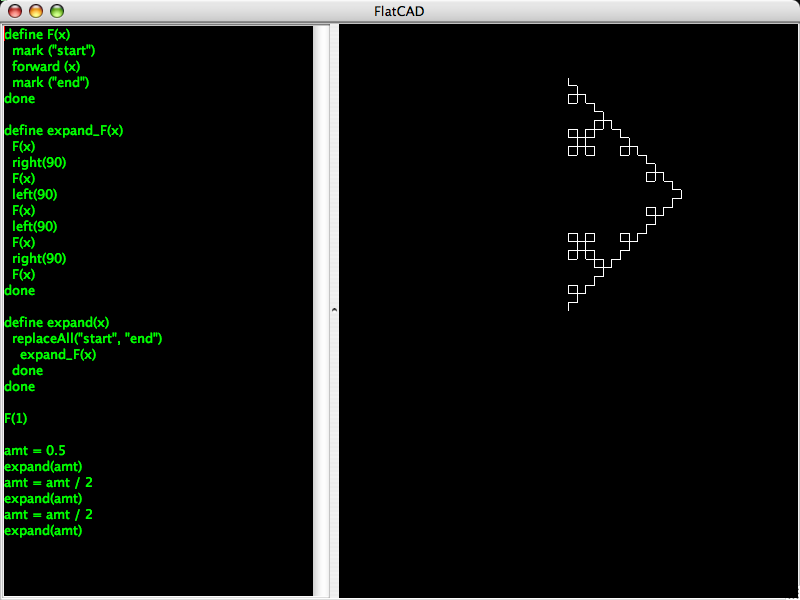 FlatCAD
define F(x)
mark ("start")
forward (x)
mark ("end")
done
define expand_F(x)
F(x)
right(90)
F(x)
left(90)
F(x)
left(90)
F(x)
right(90)
F(x)
done
define expand(x)
replaceAll("start", "end")
expand_F(x)
done
done
F(1)
amt = 0.5
expand(amt)
amt = amt / 2
expand(amt)
amt = amt / 2
expand(amt)